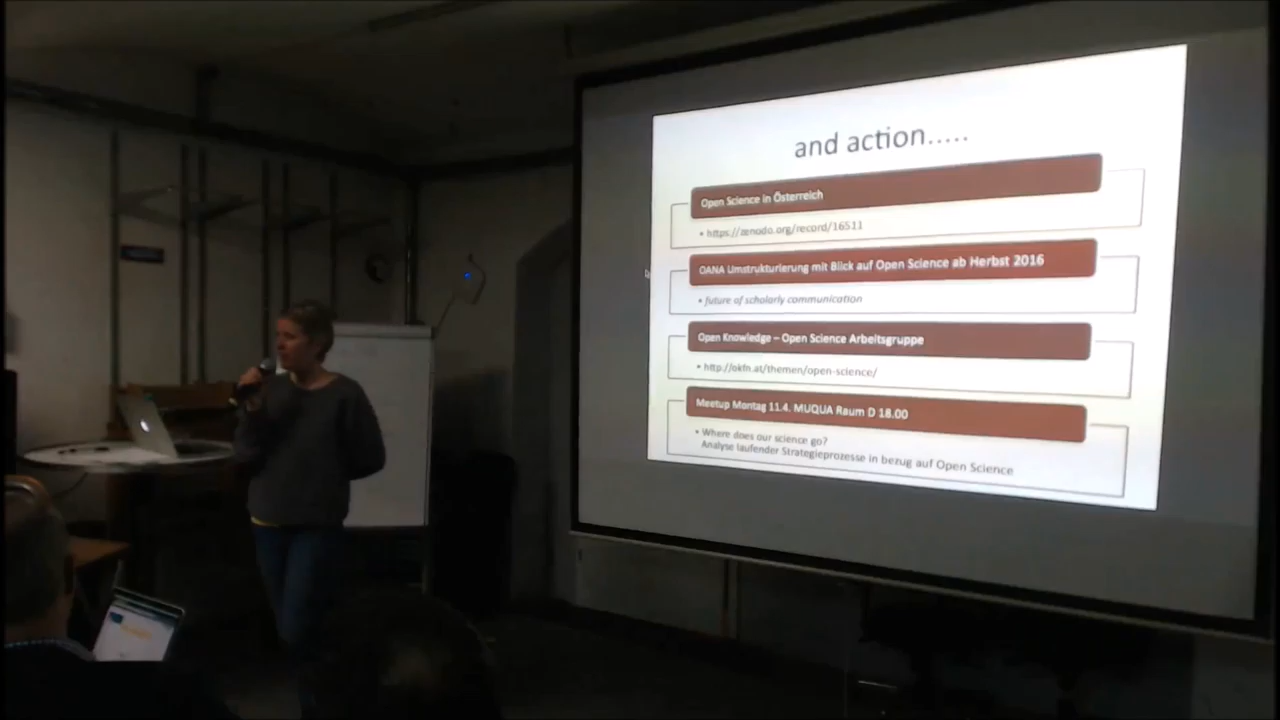 and action.....
Open Science in Österreich
• https://zenodo.org/record/16511
OANA Umstrukturierung mit Blick auf Open Science ab Herbst 2016
• future of scholarly communication
Open Knowledge – Open Science Arbeitsgruppe
• http://okfn.at/themen/open-science/
Meetup Montag 11.4. MUQUA Raum D 18.00
• Where does our science go?
Analyse laufender Strategieprozesse in bezug auf Open Science